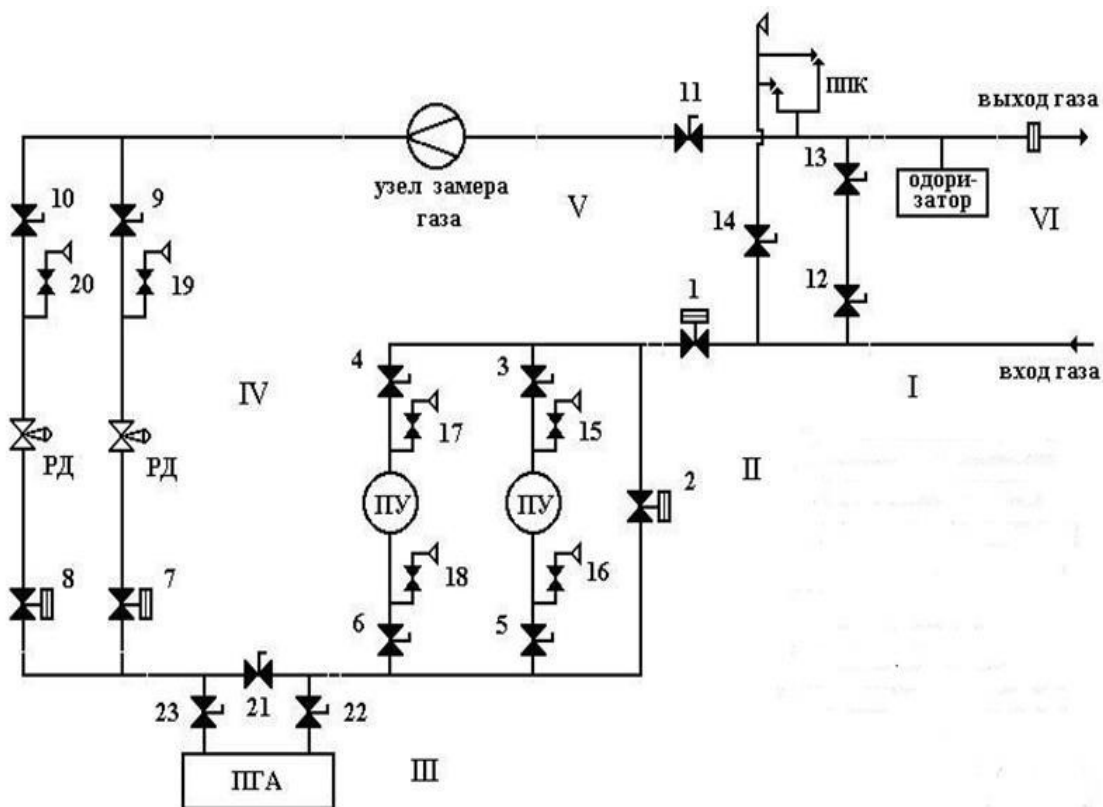 ППК
11
выход газа
13
10
9
узел замера
газа
V
одори-
затор
VI
14
20
19
12
1
4
3
I
вход газа
IV
17
15
РД
РД
II
2
ПУ
ПУ
8
7
18
16
6
5
23
21
22
ПГА
III